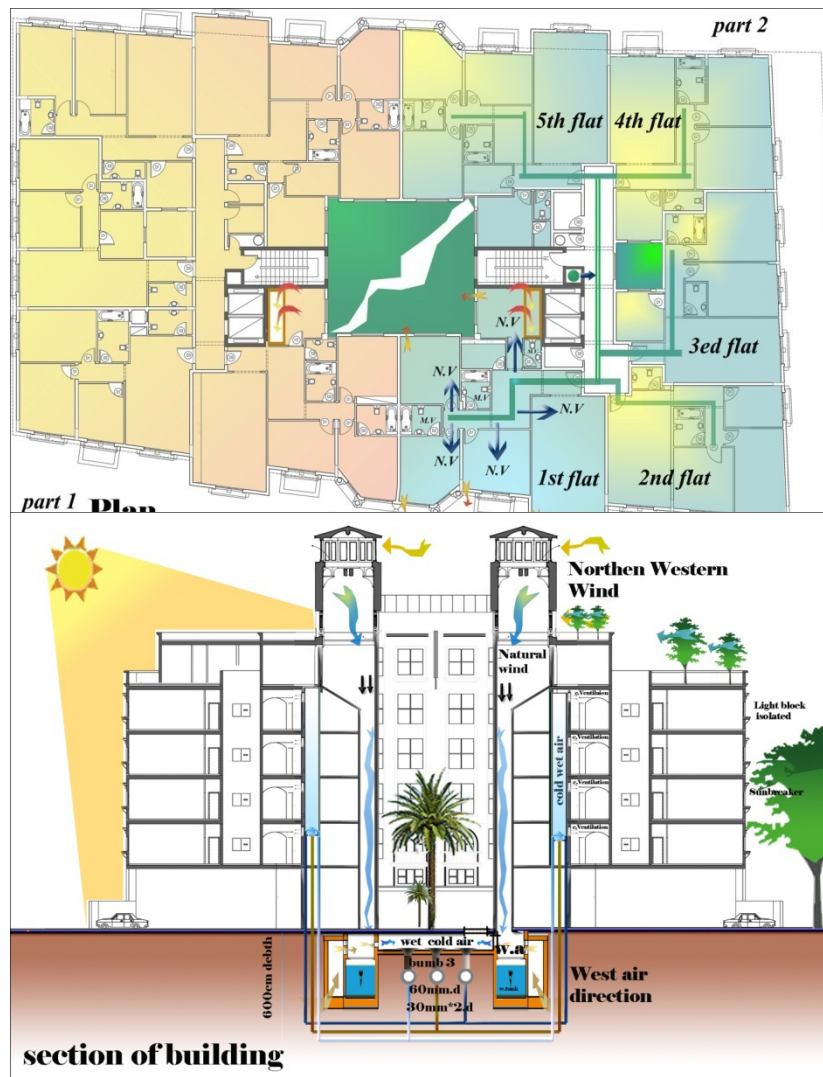 part 2
5th flat
4th flat
N.V
M.V
3ed flat
N.V
M.V
M.V
N.V
N.V
N.V
1st flat
2nd flat
part 1
Plan
Northen Western
Wind
Natural
wind
Light block
isolated
Ventilation
Ventilation
Ventilation
Ventilation
cold wet air
Sunbreaker
wet cold air
w.a
bumb 3
60mm.d
30mm*2.d
600cm debth
West air
direction
section of building